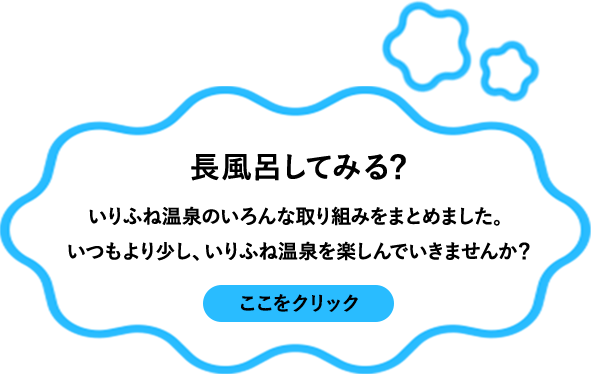 長風呂してみる?
いりふね温泉のいろんな取り組みをまとめました。
いつもより少し、いりふね温泉を楽しんでいきませんか?
ここをクリック